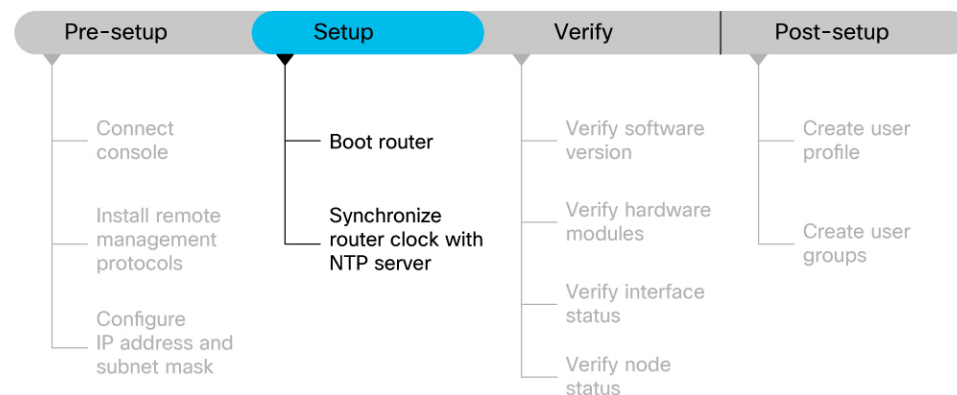 Pre-setup
Setup
Verify
Post-setup
Connect
console
Install remote
management
protocols
Configure
IP address and
subnet mask
Boot router
Synchronize
router clock with
NTP server
Verify software
version
Verify hardware
modules
Verify interface
status
Verify node
status
Create user
profile
Create user
groups